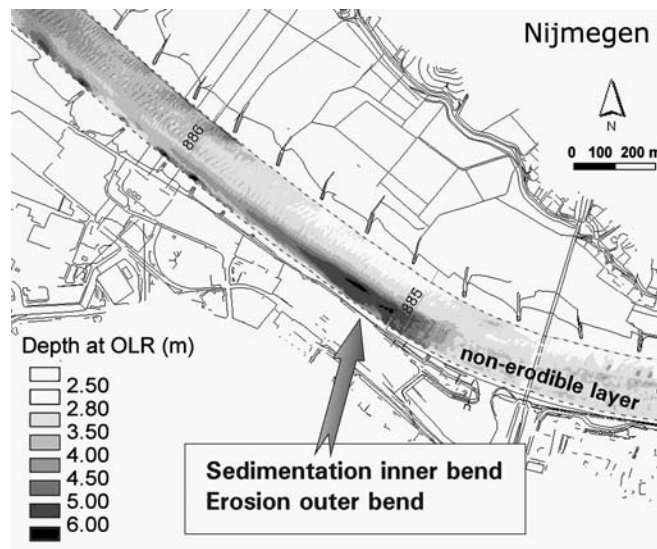 Nijmegen
N
0 100 200 m
886
885
non-erodible layer
Depth at OLR (m)
2.50
2.80
3.50
4.00
4.50
5.00
6.00
Sedimentation inner bend
Erosion outer bend